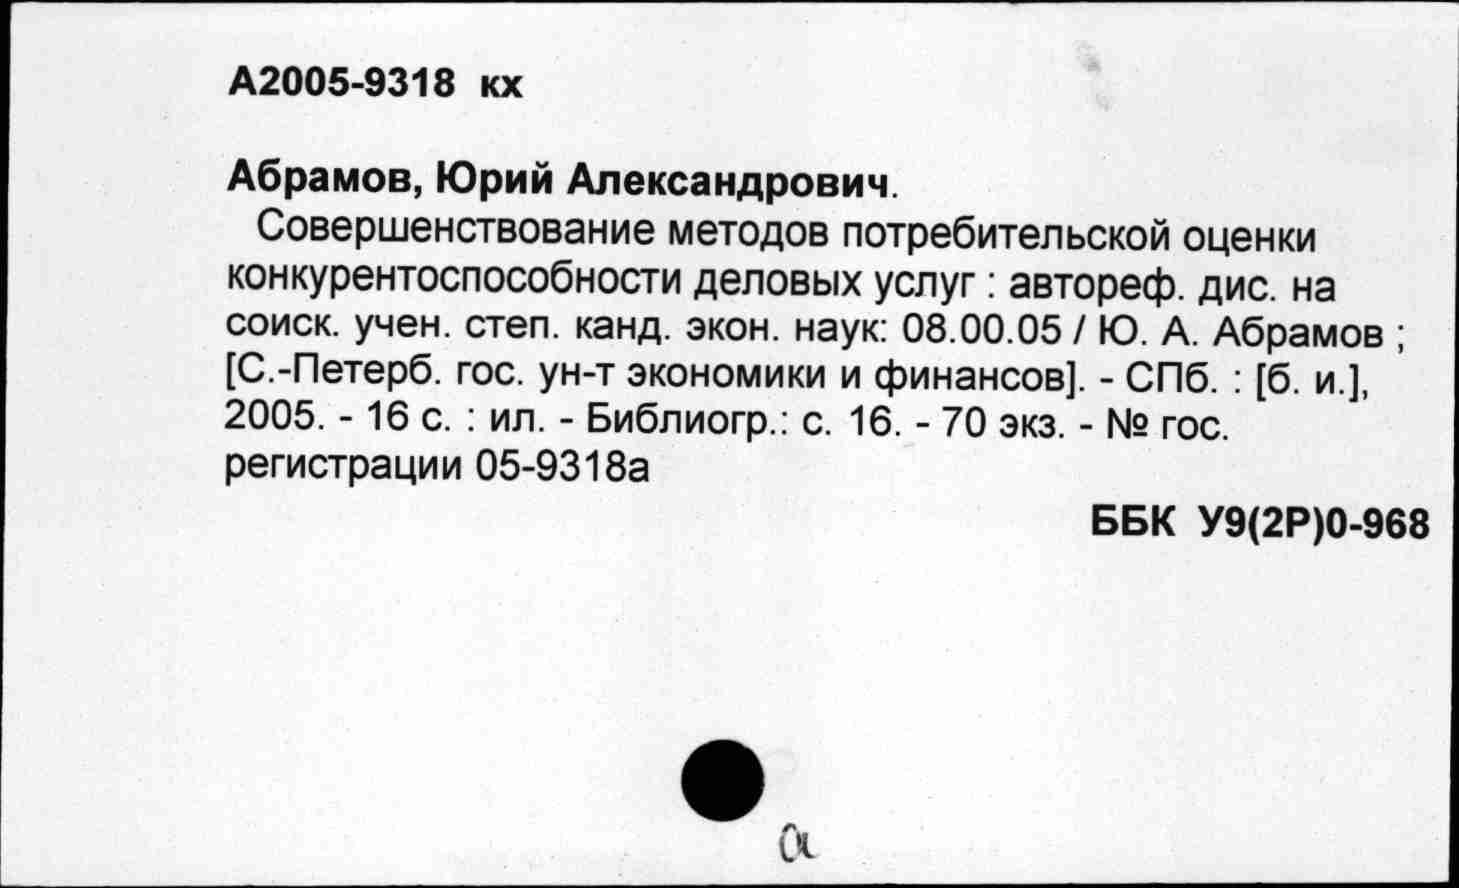 А2005-9318 кх
Абрамов, Юрий Александрович.
Совершенствование методов потребительской оценки
конкурентоспособности деловых услуг : автореф. дис. на
соиск. учен. степ. канд. экон. наук: 08.00.05 / Ю. А. Абрамов ;
[С.-Петерб. гос. ун-т экономики и финансов]. - СПб. : [б. и.],
2005. - 16 с. : ил. - Библиогр.: с. 16. - 70 экз. - № гос.
регистрации 05-9318а
ББК У9(2Р)0-968
а